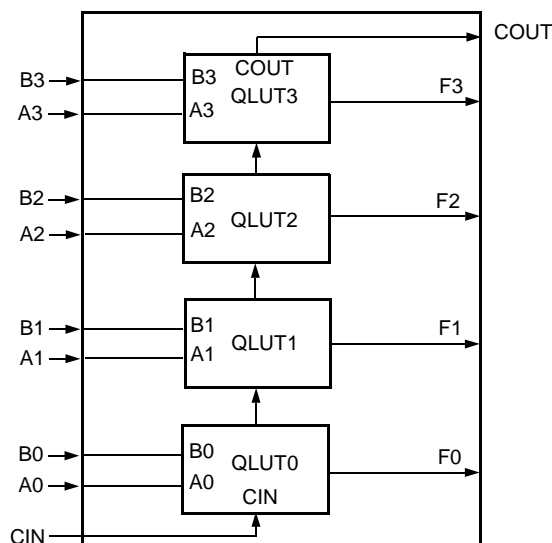 COUT
B3
B3
COUT
QLUT3
F3
A3
A3
B2
B2
QLUT2
F2
A2
A2
B1
B1
QLUT1
F1
A1
A1
B0
B0
QLUT0
F0
A0
A0
CIN
CIN